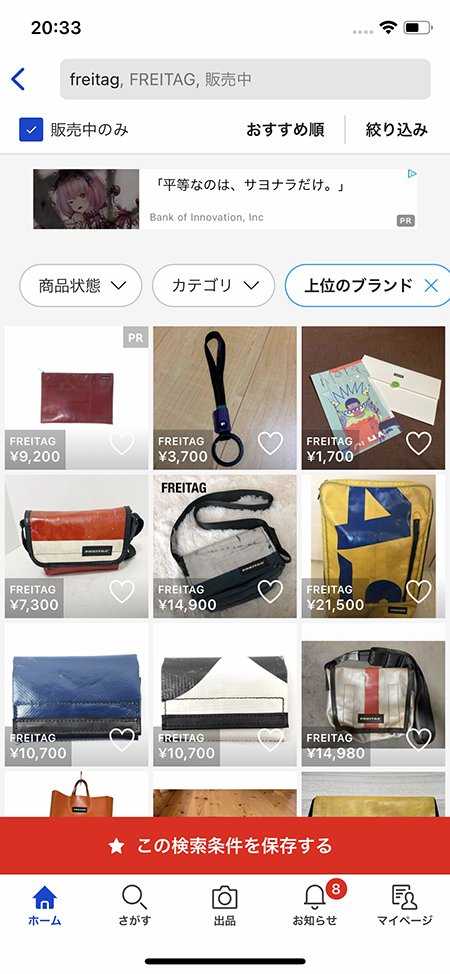 20:33
freitag, FREITAG, 販売中
販売中のみ
おすすめ順
絞り込み
「平等なのは、サヨナラだけ。」
Bank of Innovation, Inc
PR
商品状態
カテゴリ
上位のブランド
PR
FREITAG
¥9,200
FREITAG
¥3,700
FREITAG
¥1,700
FREITAG
FREITAG
¥7,300
FREITAG
FREITAG
¥14,900
FREITAG
¥21,500
FREITAG
¥10,700
FREITAG
¥10,700
FREITAG
FREITAG
¥14,980
この検索条件を保存する
8
ホーム
さがす
出品
お知らせ
マイページ